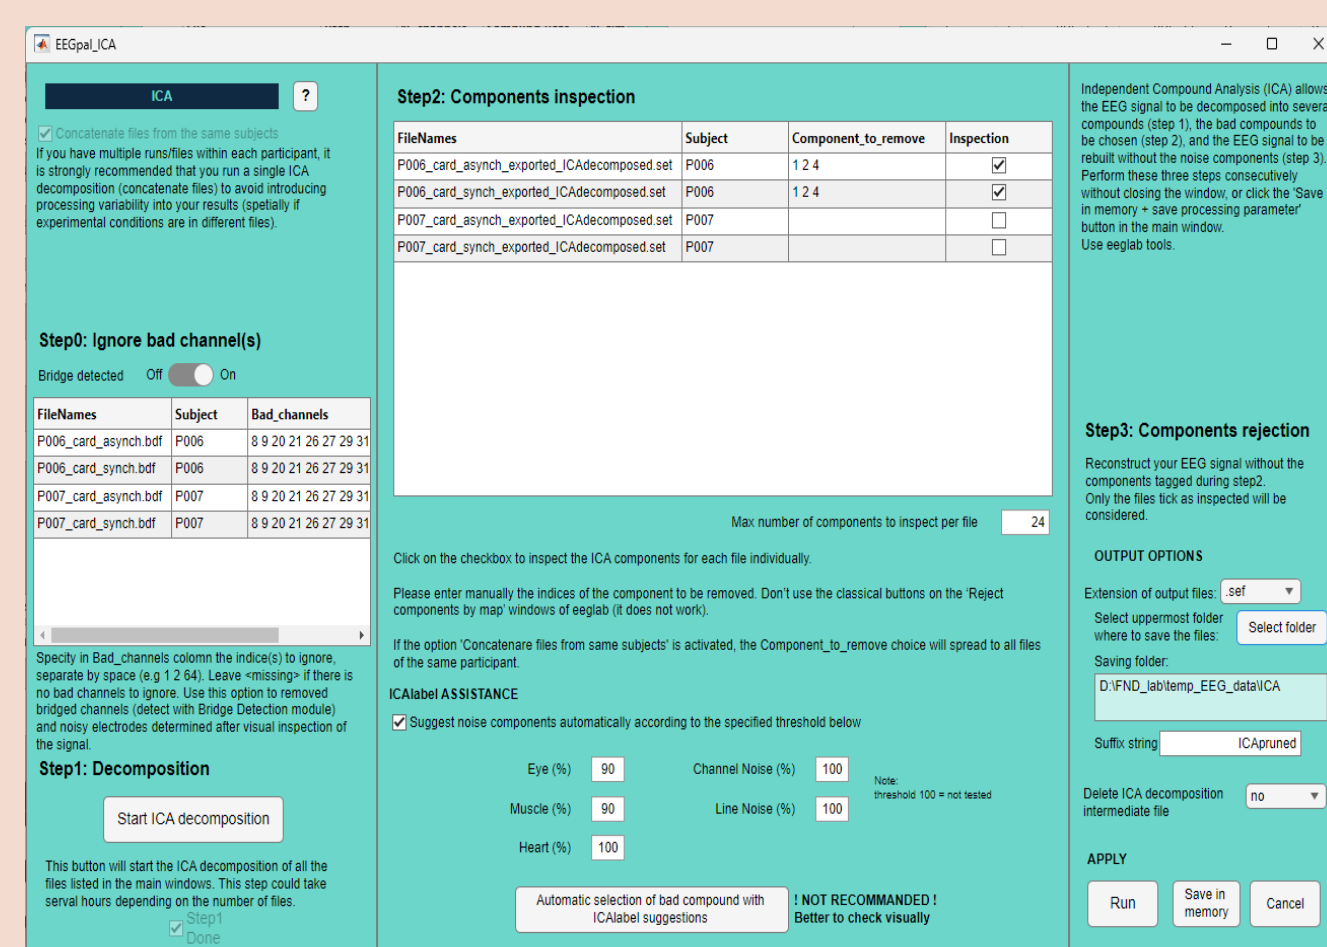 EEGpal_ICA
ICA
?
Concatenate files from the same subjects
If you have multiple runs/files within each participant, it
is strongly recommended that you run a single ICA
decomposition (concatenate files) to avoid introducing
processing variability into your results (spetially if
experimental conditions are in different files).
Step0: Ignore bad channel(s)
Bridge detected Off On
FileNames Subject Bad_channels
P006_card_asynch.bdf P006 8 9 20 21 26 27 29 31
P006_card_synch.bdf P006 8 9 20 21 26 27 29 31
P007_card_asynch.bdf P007 8 9 20 21 26 27 29 31
P007_card_synch.bdf P007 8 9 20 21 26 27 29 31
Specity in Bad_channels colomn the indice(s) to ignore,
separate by space (e.g 1 2 64). Leave <missing> if there is
no bad channels to ignore. Use this option to removed
bridged channels (detect with Bridge Detection module)
and noisy electrodes determined after visual inspection of
the signal.
Step1: Decomposition
Start ICA decomposition
This button will start the ICA decomposition of all the
files listed in the main windows. This step could take
serval hours depending on the number of files.
Step1
Done
Step2: Components inspection
FileNames Subject Component_to_remove Inspection
P006_card_asynch_exported_ICAdecomposed.set P006 1 2 4
P006_card_synch_exported_ICAdecomposed.set P006 1 2 4
P007_card_asynch_exported_ICAdecomposed.set P007
P007_card_synch_exported_ICAdecomposed.set P007
Max number of components to inspect per file 24
Click on the checkbox to inspect the ICA components for each file individually.
Please enter manually the indices of the component to be removed. Don't use the classical buttons on the 'Reject
components by map' windows of eeglab (it does not work).
If the option 'Concatenare files from same subjects' is activated, the Component_to_remove choice will spread to all files
of the same participant.
ICAlabel ASSISTANCE
Suggest noise components automatically according to the specified threshold below
Eye (%) 90 Channel Noise (%) 100
Muscle (%) 90 Line Noise (%) 100
Heart (%) 100
Note:
threshold 100 = not tested
Automatic selection of bad compound with
ICAlabel suggestions
! NOT RECOMMANDED !
Better to check visually
Independent Compound Analysis (ICA) allows
the EEG signal to be decomposed into severa
compounds (step 1), the bad compounds to
be chosen (step 2), and the EEG signal to be
rebuilt without the noise components (step 3).
Perform these three steps consecutively
without closing the window, or click the 'Save
in memory + save processing parameter'
button in the main window.
Use eeglab tools.
Step3: Components rejection
Reconstruct your EEG signal without the
components tagged during step2.
Only the files tick as inspected will be
considered.
OUTPUT OPTIONS
Extension of output files: .sef
Select uppermost folder
where to save the files:
Select folder
Saving folder:
D:\FND_lab\temp_EEG_data\ICA
Suffix string ICApruned
Delete ICA decomposition
intermediate file
no
APPLY
Run
Save in
memory
Cancel